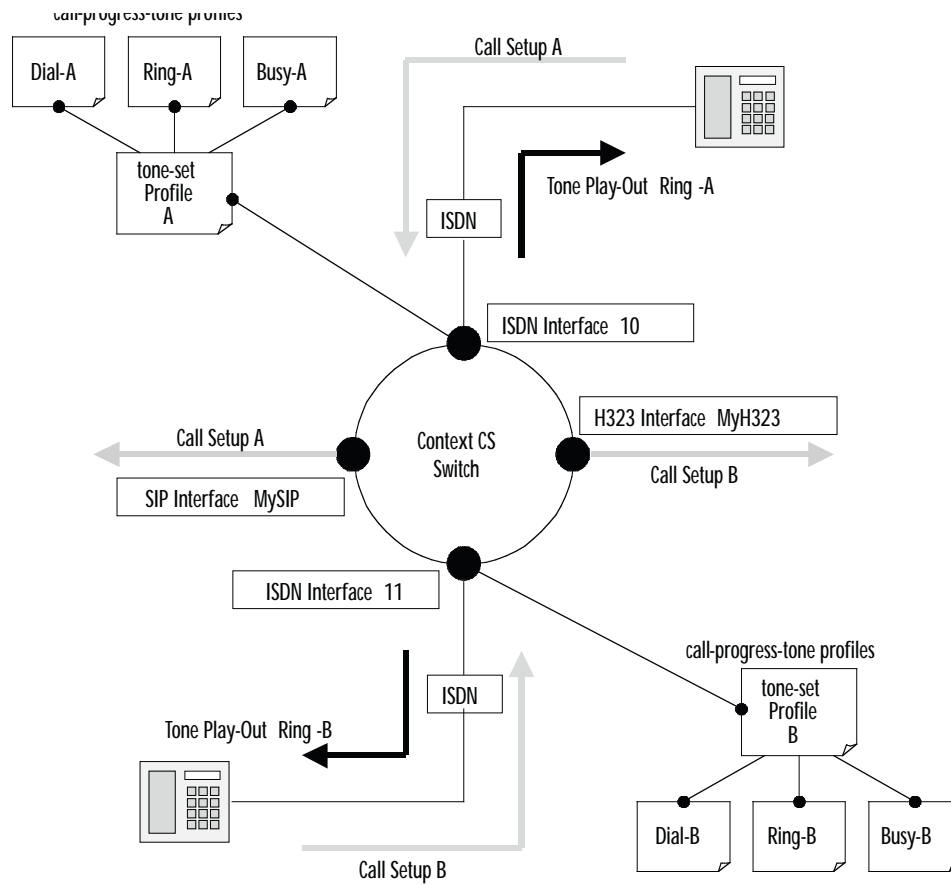 call-progress-tone profiles
Call Setup A
Dial-A
Ring-A
Busy-A
tone-set
Profile
A
Tone Play-Out Ring -A
ISDN
ISDN Interface 10
H323 Interface MyH323
Call Setup A
Context CS
Switch
Call Setup B
SIP Interface MySIP
ISDN Interface 11
call-progress-tone profiles
ISDN
tone-set
Profile
B
Tone Play-Out Ring -B
Dial-B
Ring-B
Busy-B
Call Setup B